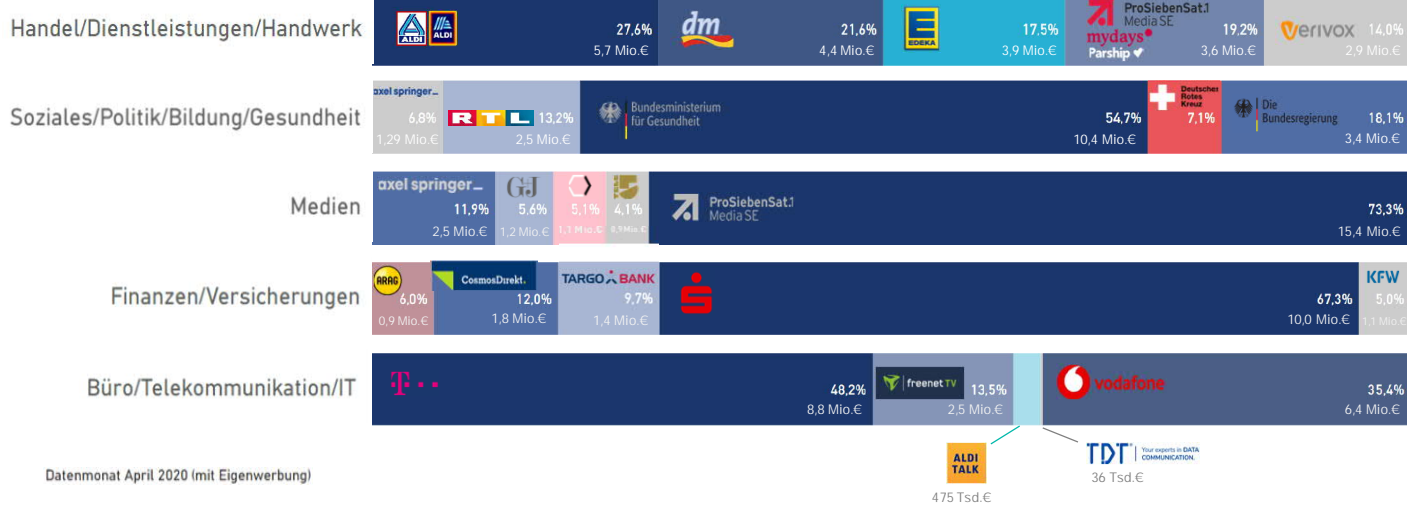 Handel/Dienstleistungen/Handwerk
ALDI
ALDI
27,6%
5,7 Mio.€
dm
21,6%
4,4 Mio.€
EDEKA
17,5%
3,9 Mio.€
ProSiebenSat.1
Media SE
mydays
Parship
19,2%
3,6 Mio.€
Verivox
14,0%
2,9 Mio.€
Soziales/Politik/Bildung/Gesundheit
axel springer_
6,8%
1,29 Mio.€
RTL
13,2%
2,5 Mio.€
Bundesministerium
für Gesundheit
54,7%
10,4 Mio.€
Deutsches
Rotes
Kreuz
7,1%
Die
Bundesregierung
18,1%
3,4 Mio.€
Medien
axel springer_
11,9%
2,5 Mio.€
G+J
5,6%
1,2 Mio.€
5,1%
1,1 Mio.€
4,1%
0,9 Mio.€
ProSiebenSat.1
Media SE
73,3%
15,4 Mio.€
Finanzen/Versicherungen
ARAG
6,0%
0,9 Mio.€
CosmosDirekt.
12,0%
1,8 Mio.€
TARGO BANK
9,7%
1,4 Mio.€
67,3%
10,0 Mio.€
KFW
5,0%
1,1 Mio.€
Büro/Telekommunikation/IT
T
48,2%
8,8 Mio.€
freenet TV
13,5%
2,5 Mio.€
vodafone
35,4%
6,4 Mio.€
ALDI
TALK
475 Tsd.€
TDT
Your experts in DATA
COMMUNICATION.
36 Tsd.€
Datenmonat April 2020 (mit Eigenwerbung)